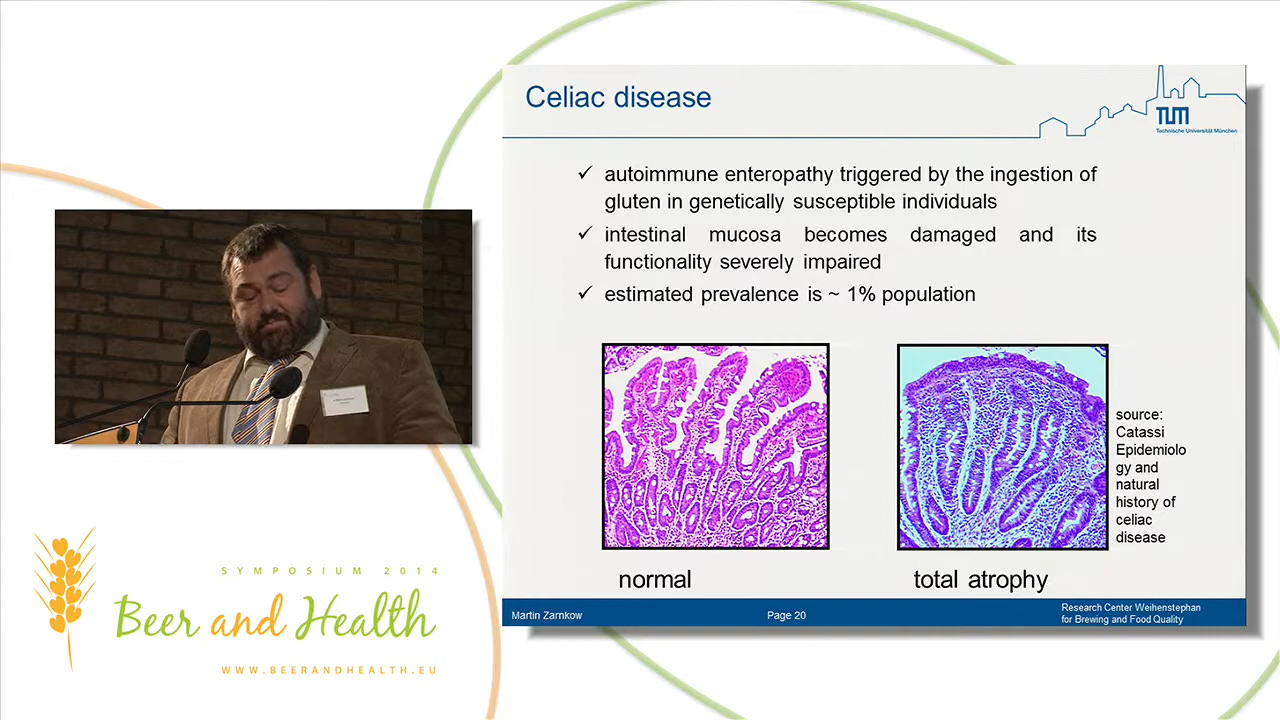 Celiac disease
TUM
Technische Universität München
✓ autoimmune enteropathy triggered by the ingestion of
gluten in genetically susceptible individuals
✓ intestinal mucosa becomes damaged and its
functionality severely impaired
✓ estimated prevalence is ~ 1% population
source:
Catassi
Epidemiolo
gy and
natural
history of
celiac
disease
normal
total atrophy
Martin Zarnkow
Page 20
Research Center Weihenstephan
for Brewing and Food Quality
SYMPOSIUM 2014
Beer and Health
WWW.BEERANDHEALTH.EU